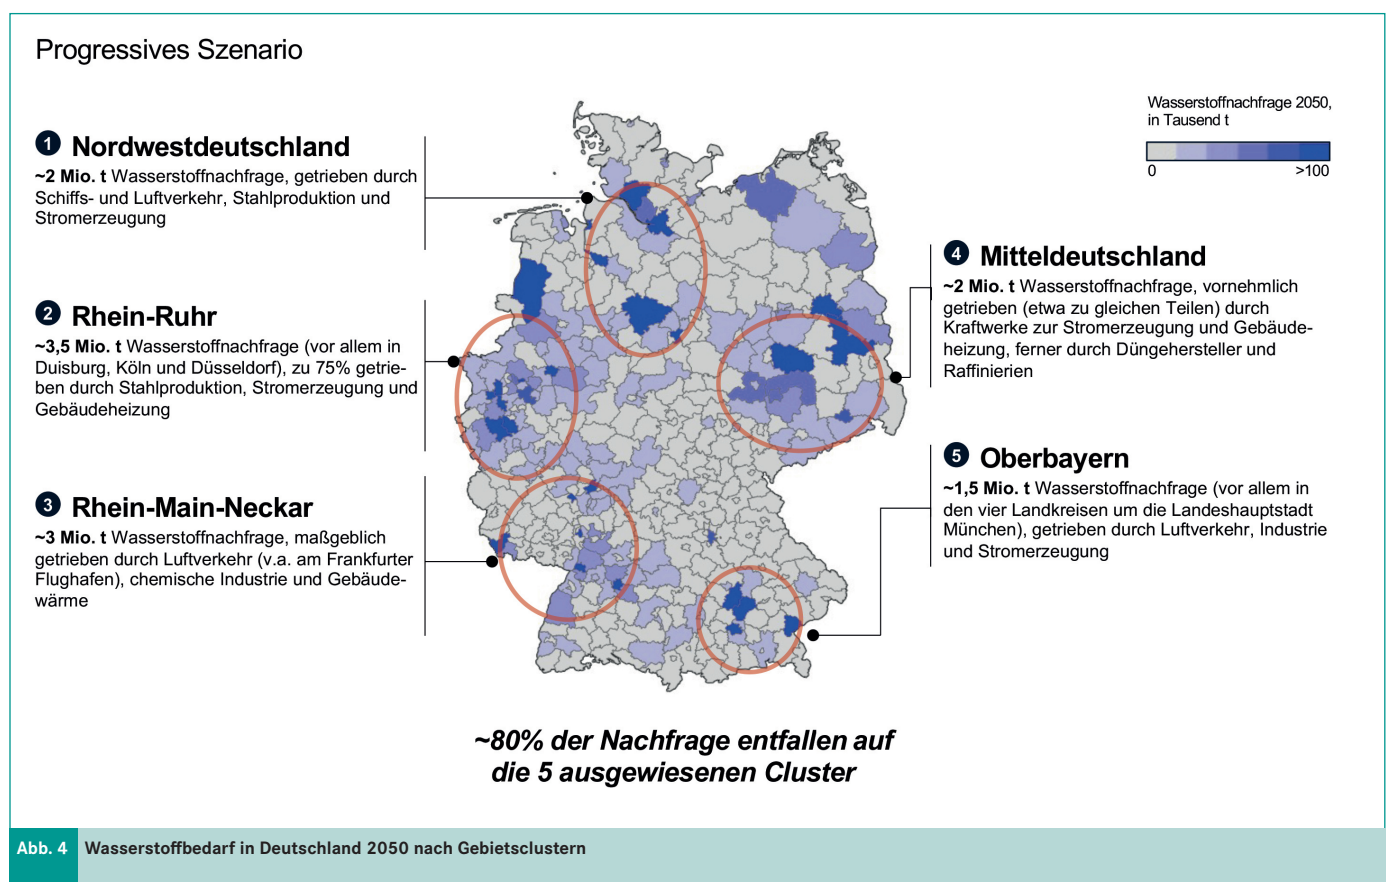 Progressives Szenario
1 Nordwestdeutschland
~2 Mio. t Wasserstoffnachfrage, getrieben durch
Schiffs- und Luftverkehr, Stahlproduktion und
Stromerzeugung
2 Rhein-Ruhr
~3,5 Mio. t Wasserstoffnachfrage (vor allem in
Duisburg, Köln und Düsseldorf), zu 75% getrie-
ben durch Stahlproduktion, Stromerzeugung und
Gebäudeheizung
3 Rhein-Main-Neckar
~3 Mio. t Wasserstoffnachfrage, maßgeblich
getrieben durch Luftverkehr (v.a. am Frankfurter
Flughafen), chemische Industrie und Gebäude-
wärme
Wasserstoffnachfrage 2050,
in Tausend t
0 >100
4 Mitteldeutschland
~2 Mio. t Wasserstoffnachfrage, vornehmlich
getrieben (etwa zu gleichen Teilen) durch
Kraftwerke zur Stromerzeugung und Gebäude-
heizung, ferner durch Düngehersteller und
Raffinierien
5 Oberbayern
~1,5 Mio. t Wasserstoffnachfrage (vor allem in
den vier Landkreisen um die Landeshauptstadt
München), getrieben durch Luftverkehr, Industrie
und Stromerzeugung
~80% der Nachfrage entfallen auf
die 5 ausgewiesenen Cluster
Abb. 4 Wasserstoffbedarf in Deutschland 2050 nach Gebietsclustern